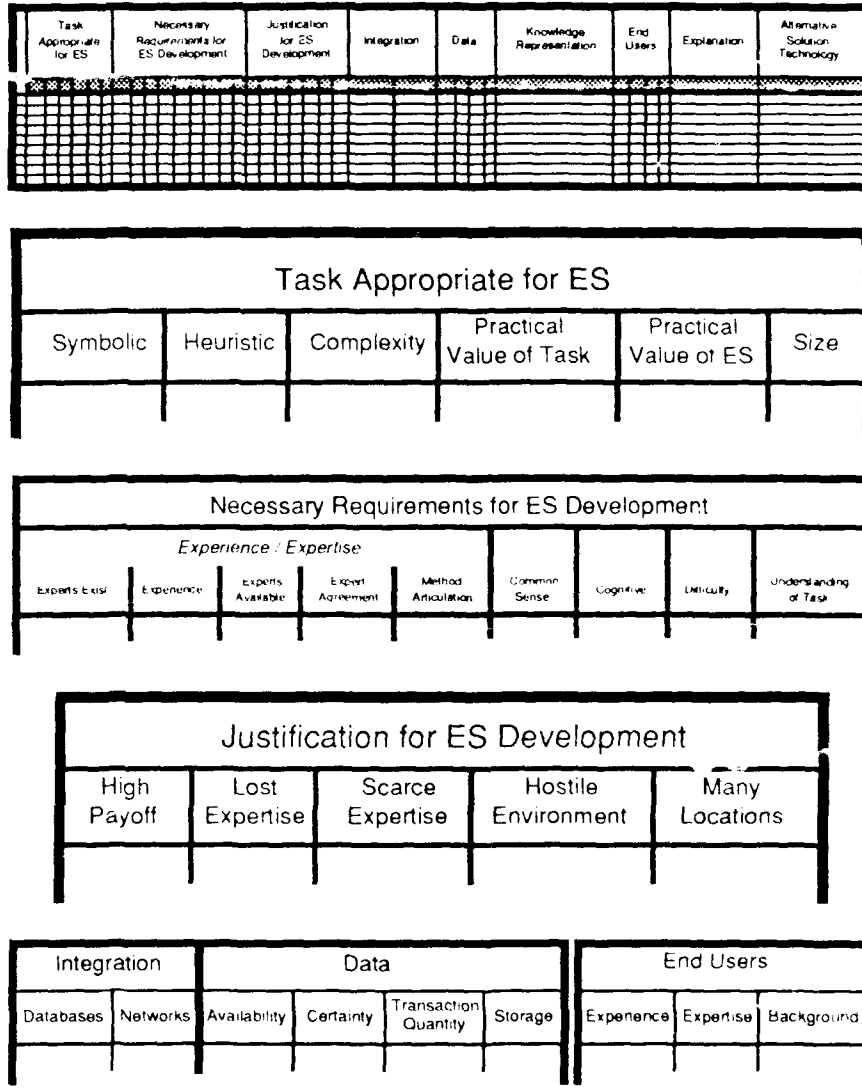 Task Appropriate for ES
Necessary Requirements for ES Development
Justification for ES Development
Integration
Data
Knowledge Representation
End Users
Explanation
Alternative Solution Technology
Task Appropriate for ES
Symbolic
Heuristic
Complexity
Practical Value of Task
Practical Value of ES
Size
Necessary Requirements for ES Development
Experience / Expertise
Experts Exist
Experience
Experts Available
Expert Agreement
Method Articulation
Common Sense
Cognitive
Difficulty
Understanding of Task
Justification for ES Development
High Payoff
Lost Expertise
Scarce Expertise
Hostile Environment
Many Locations
Integration
Data
End Users
Databases
Networks
Availability
Certainty
Transaction Quantity
Storage
Experience
Expertise
Background